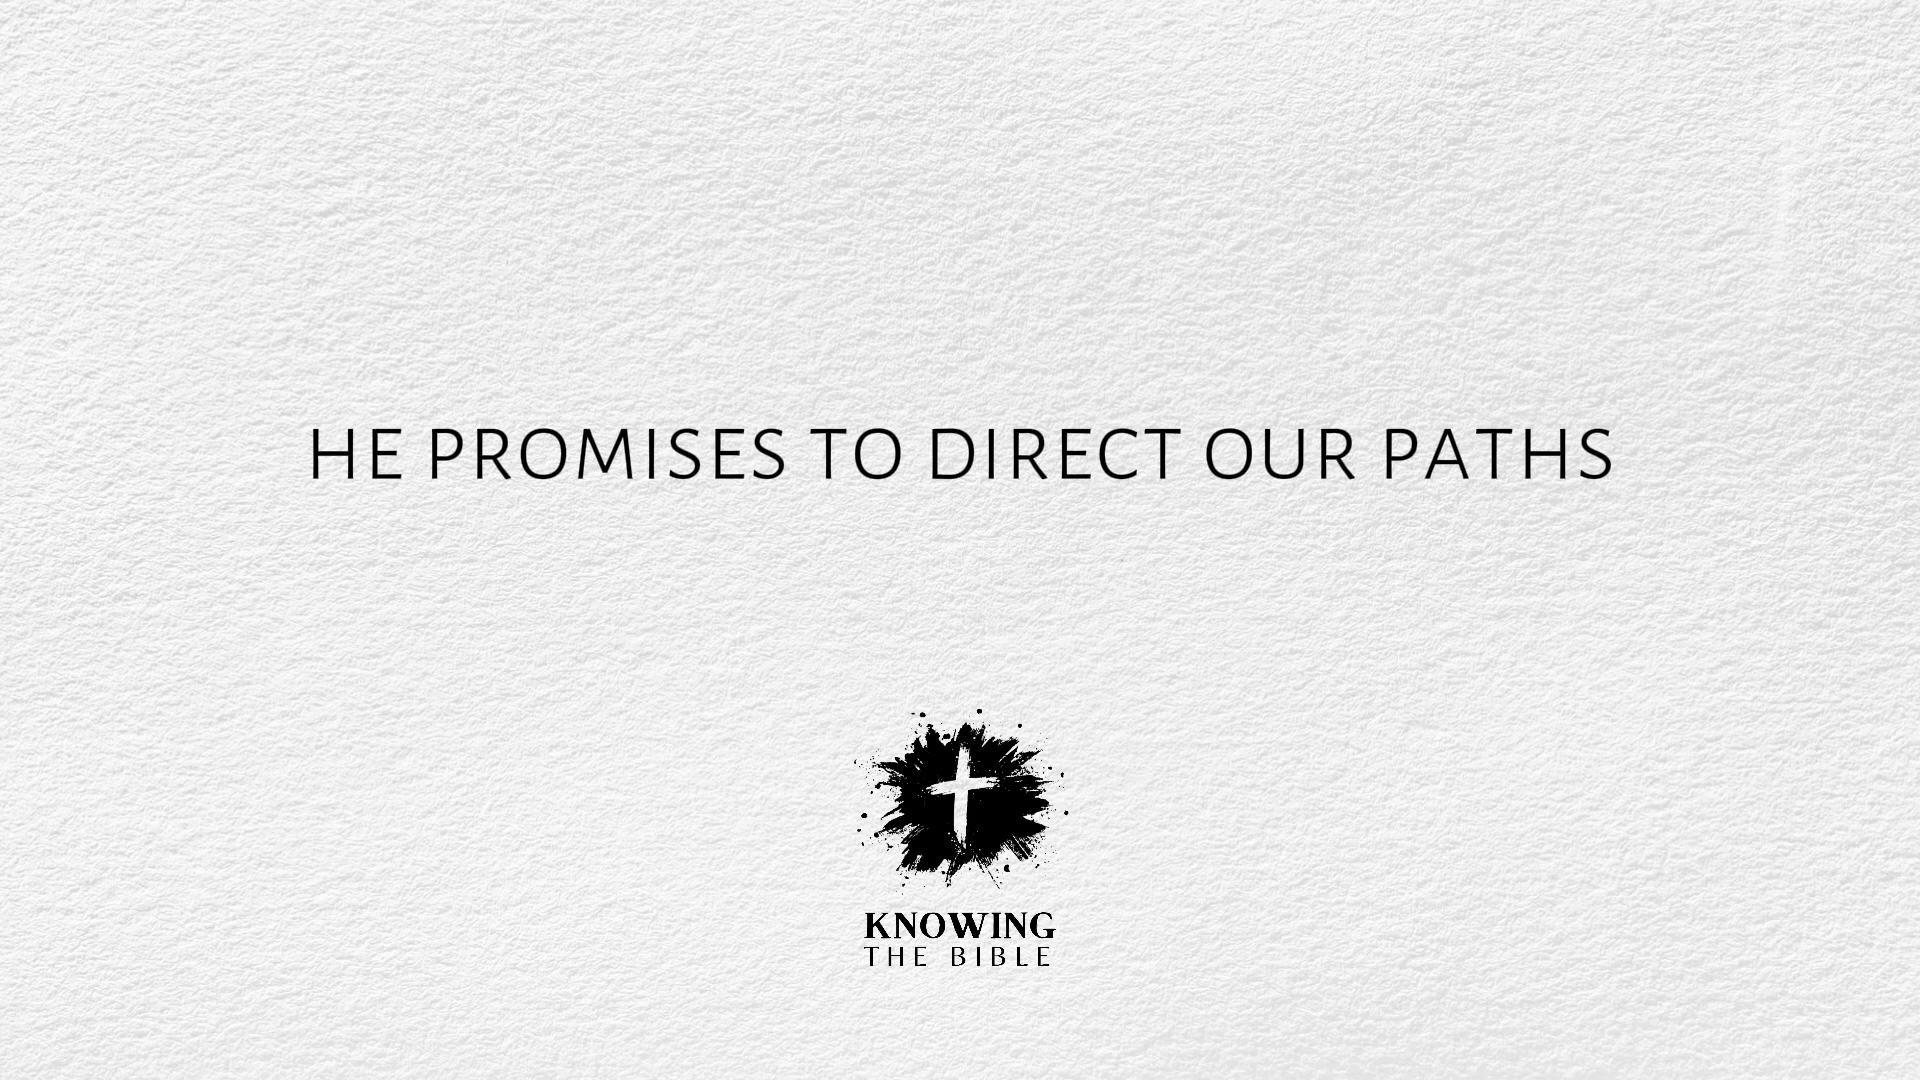 HE PROMISES TO DIRECT OUR PATHS
KNOWING
THE BIBLE